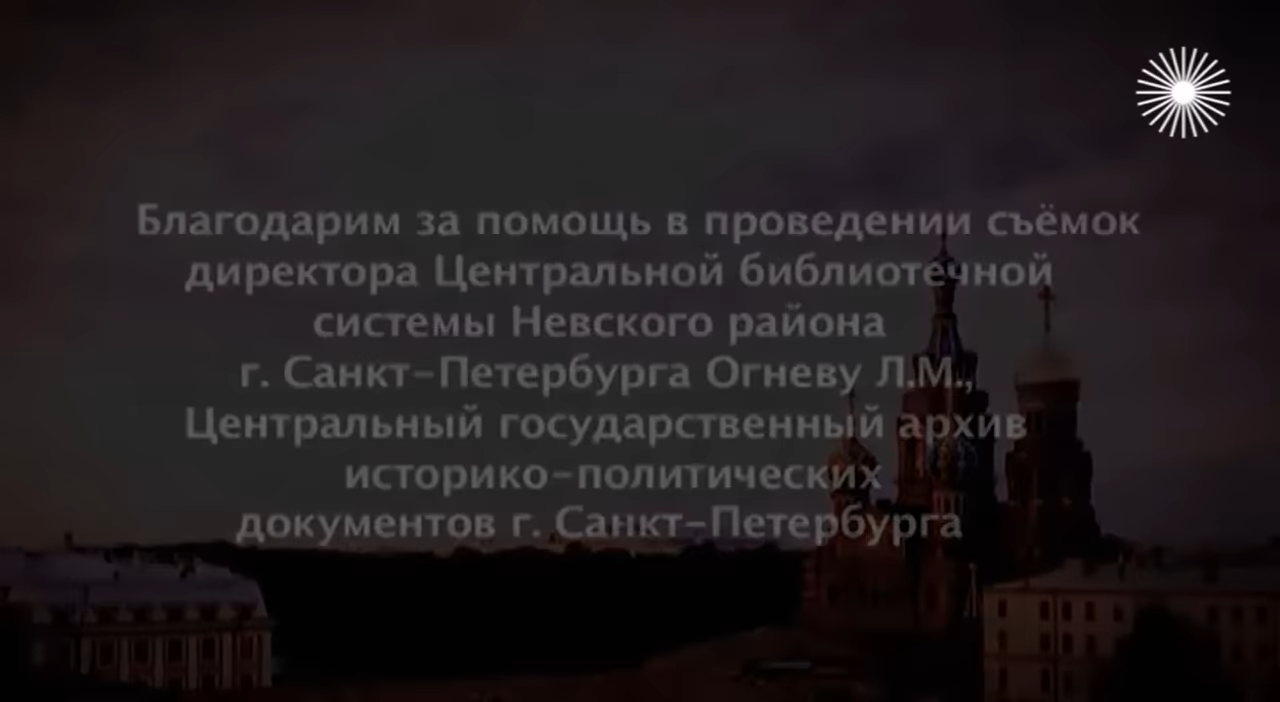 Благодарим за помощь в проведении съёмок
директора Центральной библиотечной
системы Невского района
г. Санкт-Петербурга Огневу Л.М.,
Центральный государственный архив
историко-политических
документов г. Санкт-Петербурга